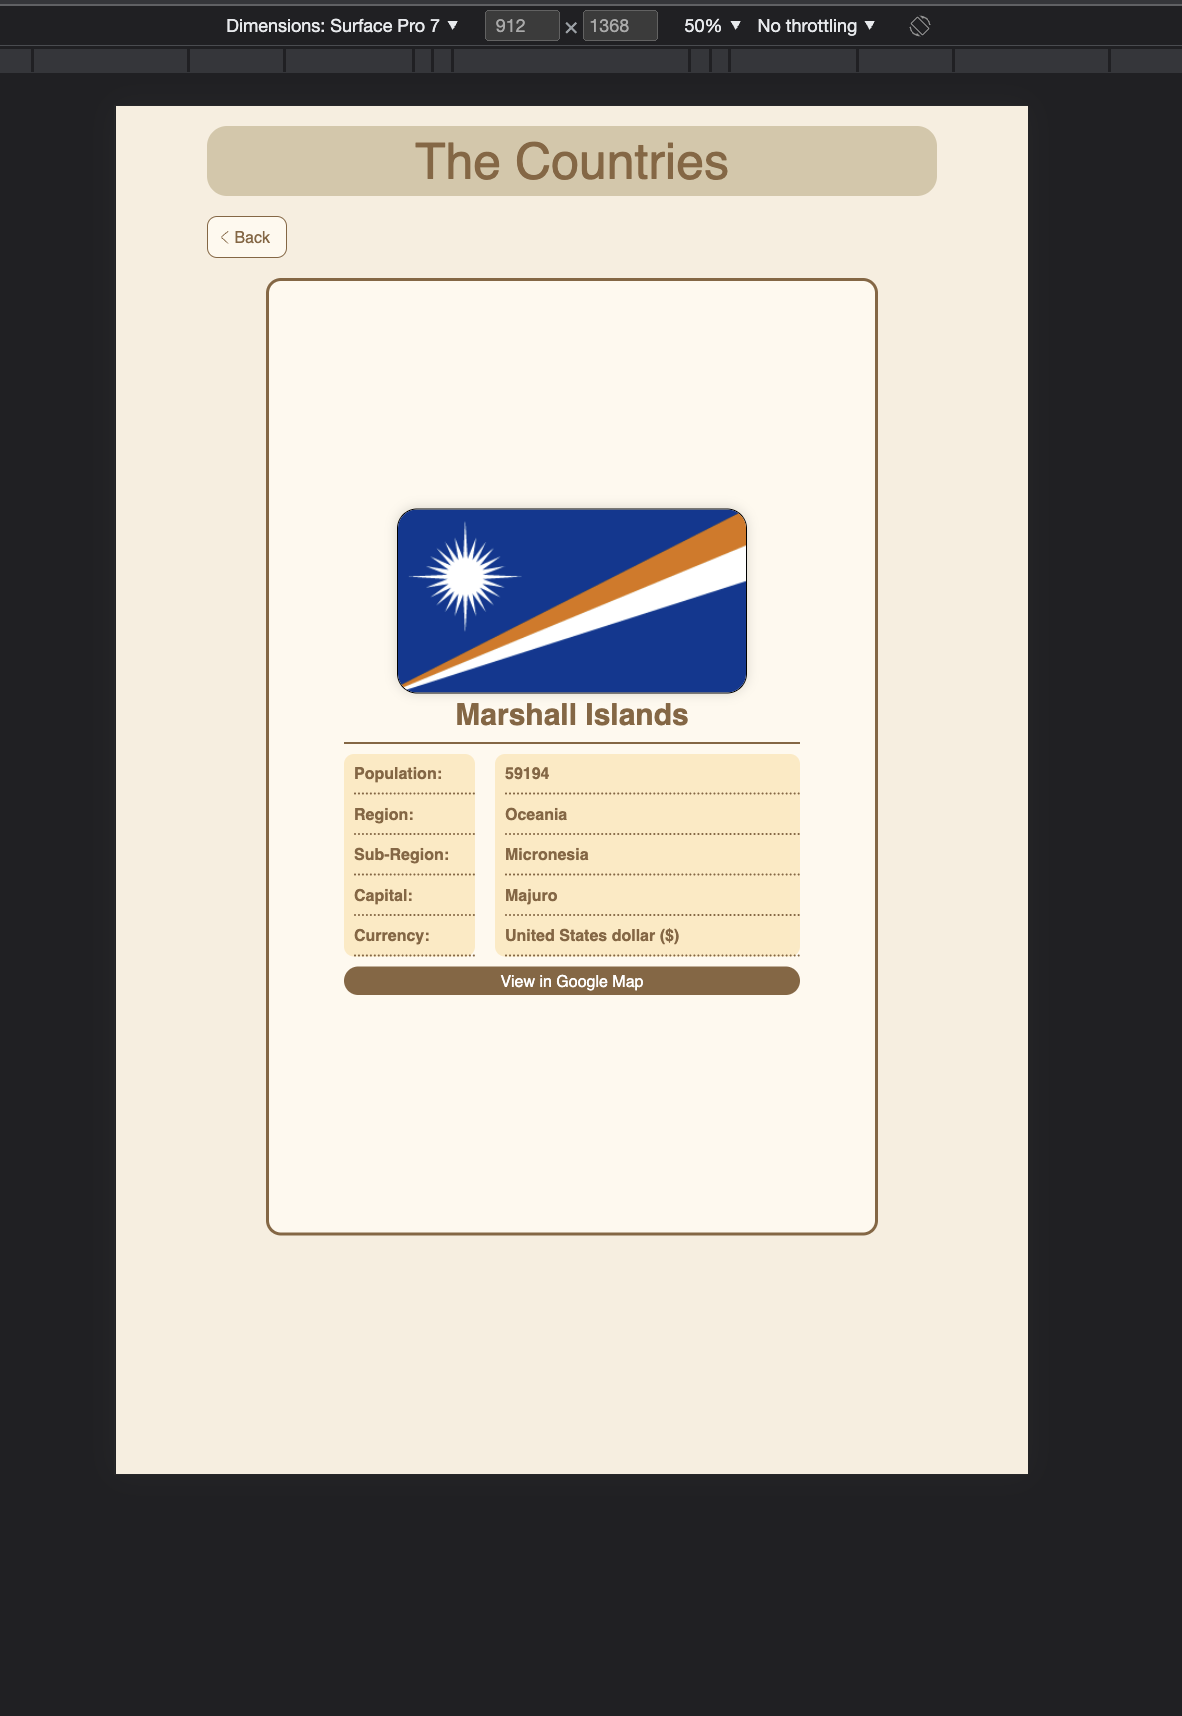 Dimensions: Surface Pro 7 ▼ 912 × 1368 50% ▼ No throttling ▼
The Countries
Back
Marshall Islands
Population: 59194
Region: Oceania
Sub-Region: Micronesia
Capital: Majuro
Currency: United States dollar ($)
View in Google Map